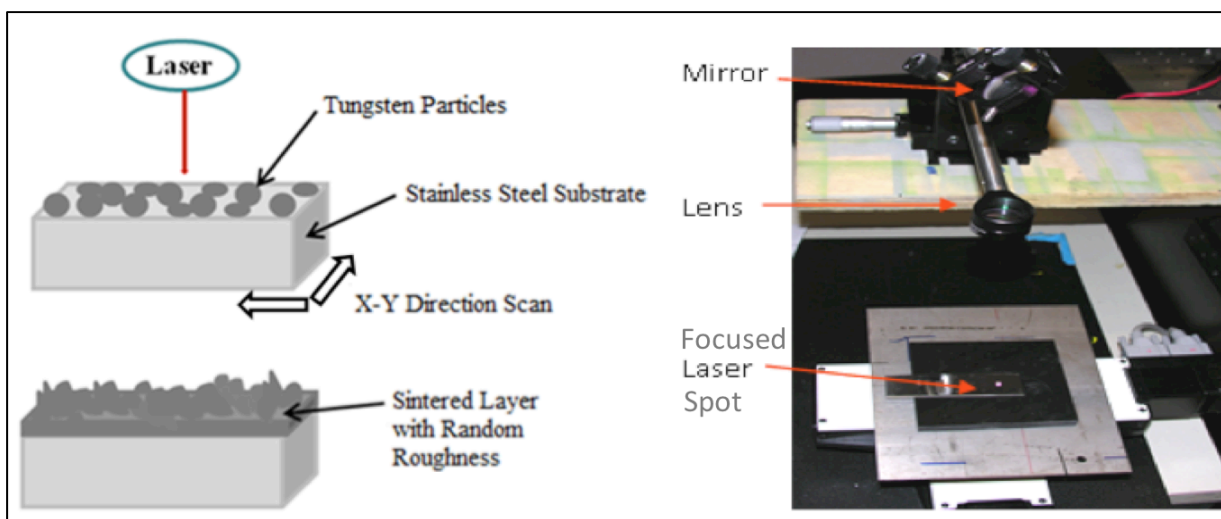 Laser
Tungsten Particles
Stainless Steel Substrate
X-Y Direction Scan
Sintered Layer
with Random
Roughness
Mirror
Lens
Focused
Laser
Spot